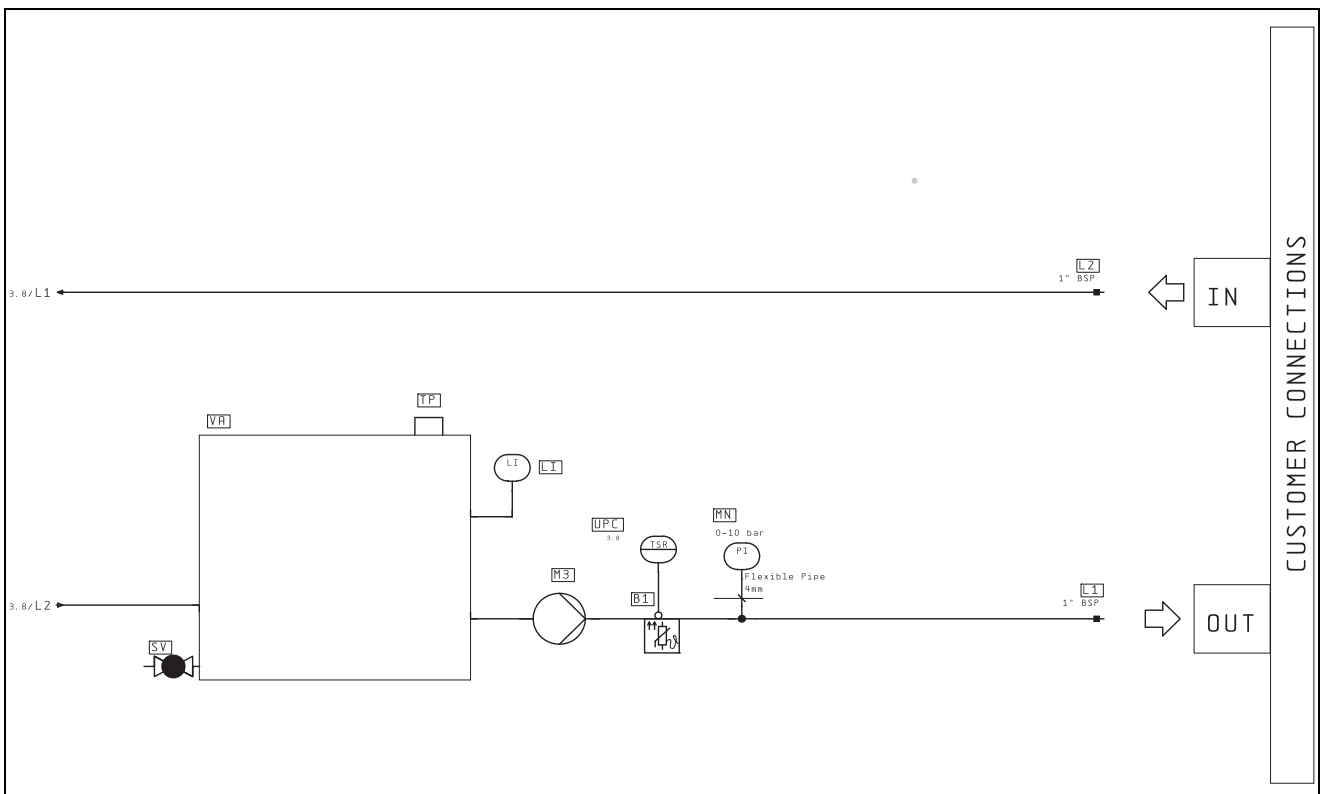 L2
1" BSP
3.8/L1
IN
CUSTOMER CONNECTIONS
TP
VA
LI
LI
MN
0-10 bar
UPC
3.8
TSR
PI
M3
Flexible Pipe
4mm
B1
L1
1" BSP
3.8/L2
OUT
SV